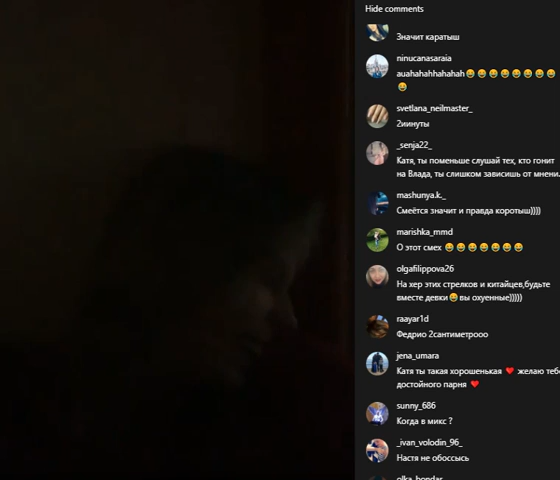 Hide comments
Значит каратыш
ninucanasaraia
auahahahhahahah😂😂😂😂😂😂😂😂
😂
svetlana_neilmaster_
2иинуты
_senja22_
Катя, ты поменьше слушай тех, кто гонит
на Влада, ты слишком зависишь от мнени
mashunya.k._
Смеётся значит и правда коротыш))))
marishka_mmd
О этот смех 😂😂😂😂😂😂😂
olgafilippova26
На хер этих стрелков и китайцев,будьте
вместе девки😂вы охуенные)))))
raayar1d
Федрио 2сантиметрооо
jena_umara
Катя ты такая хорошенькая ❤ желаю теб
достойного парня ❤
sunny_686
Когда в микс ?
_ivan_volodin_96_
Настя не обоссысь